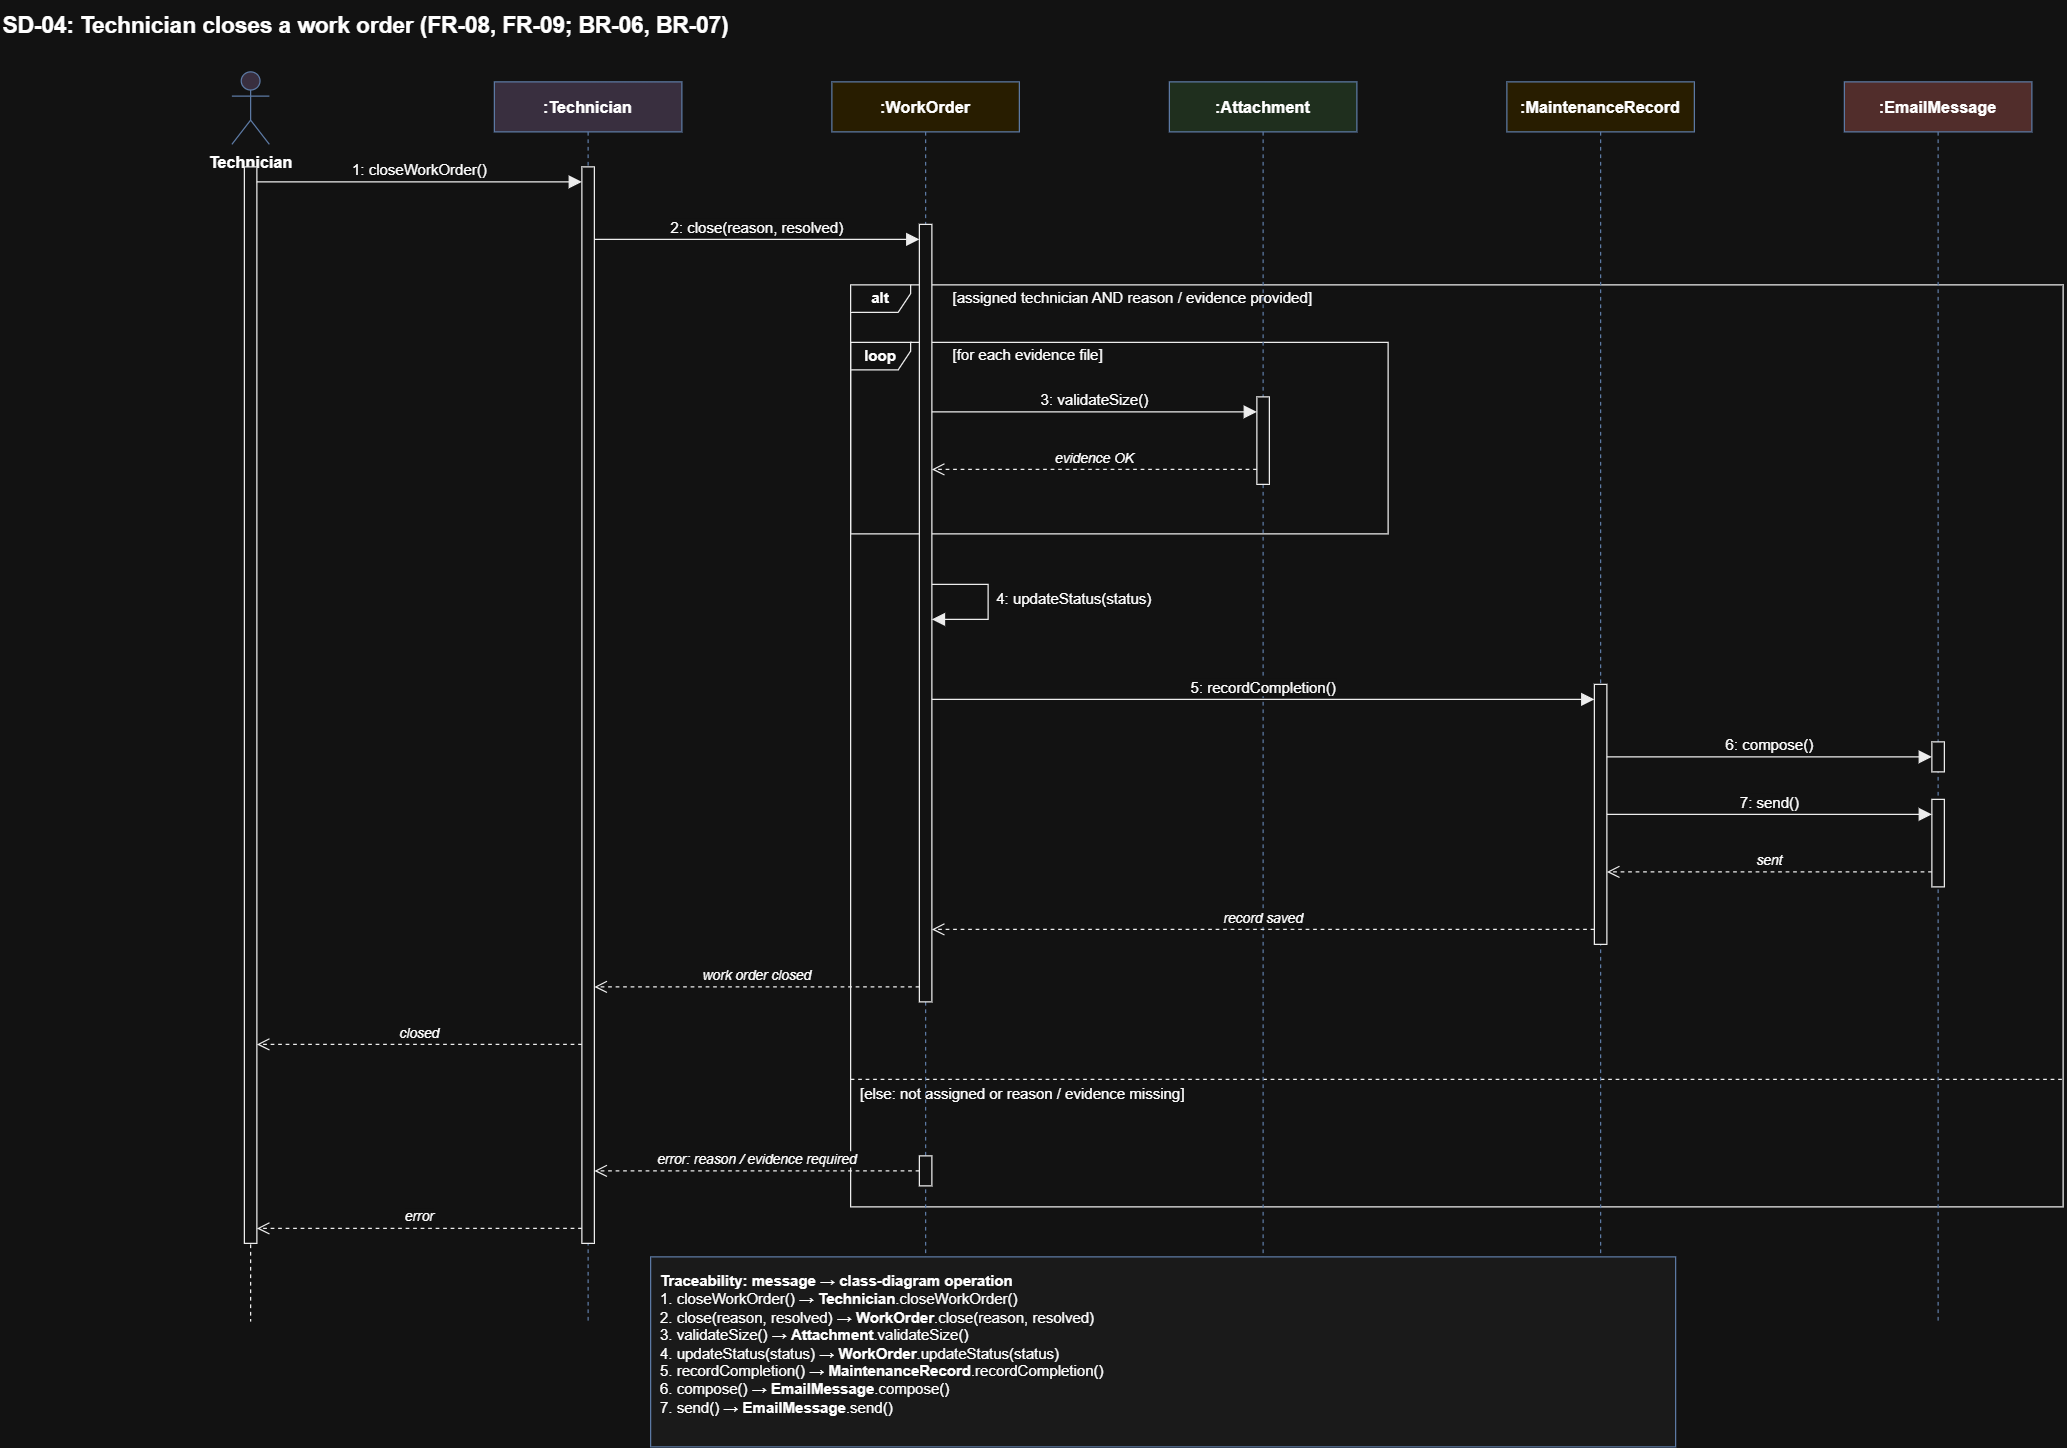 SD-04: Technician closes a work order (FR-08, FR-09; BR-06, BR-07)
:Technician
:WorkOrder
:Attachment
:MaintenanceRecord
:EmailMessage
Technician
1: closeWorkOrder()
2: close(reason, resolved)
alt
[assigned technician AND reason / evidence provided]
loop
[for each evidence file]
3: validateSize()
evidence OK
4: updateStatus(status)
5: recordCompletion()
6: compose()
7: send()
sent
record saved
work order closed
closed
[else: not assigned or reason / evidence missing]
error: reason / evidence required
error
Traceability: message → class-diagram operation
1. closeWorkOrder() → Technician.closeWorkOrder()
2. close(reason, resolved) → WorkOrder.close(reason, resolved)
3. validateSize() → Attachment.validateSize()
4. updateStatus(status) → WorkOrder.updateStatus(status)
5. recordCompletion() → MaintenanceRecord.recordCompletion()
6. compose() → EmailMessage.compose()
7. send() → EmailMessage.send()